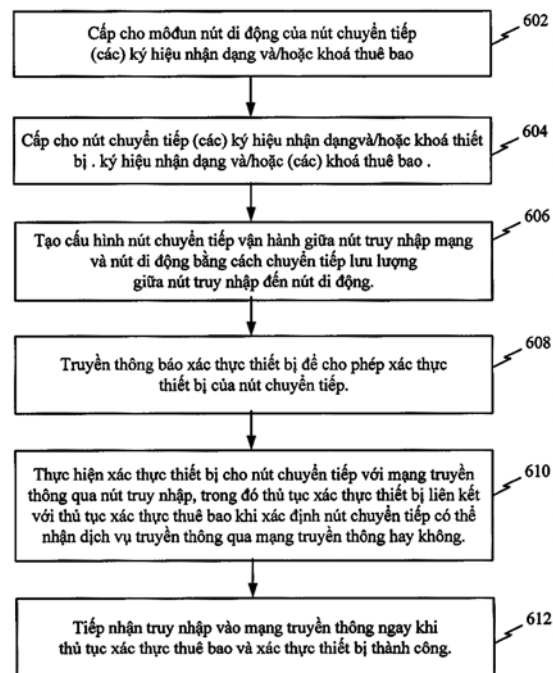 Cấp cho môđun nút di động của nút chuyển tiếp
(các) ký hiệu nhận dạng và/hoặc khoá thuê bao
602
Cấp cho nút chuyển tiếp (các) ký hiệu nhận dạngvà/hoặc khoá thiết
bị . ký hiệu nhận dạng và/hoặc (các) khoá thuê bao .
604
Tạo cấu hình nút chuyển tiếp vận hành giữa nút truy nhập mạng
và nút di động bằng cách chuyển tiếp lưu lượng
giữa nút truy nhập đến nút di động.
606
Truyền thông báo xác thực thiết bị để cho phép xác thực
thiết bị của nút chuyển tiếp.
608
Thực hiện xác thực thiết bị cho nút chuyển tiếp với mạng truyền
thông qua nút truy nhập, trong đó thủ tục xác thực thiết bị liên kết
với thủ tục xác thực thuê bao khi xác định nút chuyển tiếp có thể
nhận dịch vụ truyền thông qua mạng truyền thông hay không.
610
Tiếp nhận truy nhập vào mạng truyền thông ngay khi
thủ tục xác thực thuê bao và xác thực thiết bị thành công.
612